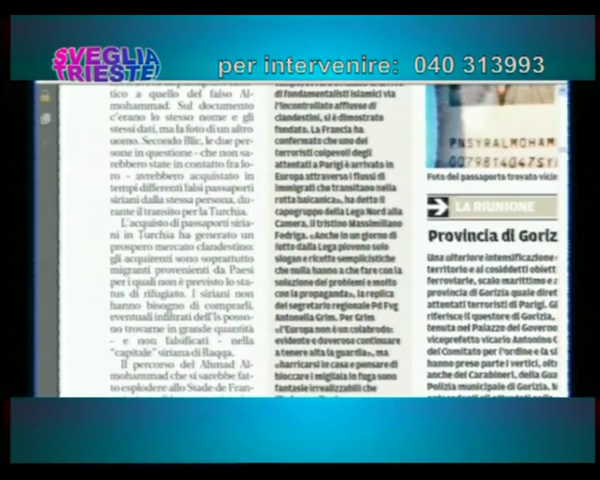 SVEGLIA
TRIESTE!
per intervenire: 040 313993
tico a quello del falso Al-
mohammad. Sul documento
c'erano lo stesso nome e gli
stessi dati, ma la foto di un altro
uomo. Secondo Blic, le due per-
sone in questione - che non sa-
rebbero state in contatto fra lo-
ro - avrebbero acquistato in
tempi differenti falsi passaporti
siriani dalla stessa persona, du-
rante il transito per la Turchia.
L'acquisto di passaporti siria-
ni in Turchia ha generato un
prospero mercato clandestino:
gli acquirenti sono soprattutto
migranti provenienti da Paesi
per i quali non è previsto lo sta-
tus di rifugiato. I siriani non
hanno bisogno di comprarli,
eventuali infiltrati dell'Is posso-
no trovarne in grande quantità
- e non falsificati - nella
"capitale" siriana di Raqqa.
Il percorso del Ahmad Al-
mohammad che si sarebbe fat-
to esplodere allo Stade de Fran-
di fondamentalisti islamici via
l'incontrollato afflusso di
clandestini, si è dimostrato
fondato. La Francia ha
confermato che uno dei
terroristi colpevoli degli
attentati a Parigi è arrivato in
Europa attraverso i flussi di
immigrati che transitano nella
rotta balcanica», ha detto il
capogruppo della Lega Nord alla
Camera, il triestino Massimiliano
Fedriga. «Anche in un giorno di
lutto dalla Lega piovono solo
slogan e ricette semplicistiche
che nulla hanno a che fare con la
soluzione dei problemi e molto
con la propaganda», la replica
del segretario regionale Pd Fvg
Antonella Grim. Per Grim
«l'Europa non è un colabrodo:
evidente e doveroso continuare
a tenere alta la guardia», ma
«barricarsi in casa e pensare di
bloccare i migliaia in fuga sono
fantasie irrealizzabili che
PNSYRALMOHAM
007981404?SY
Foto del passaporto trovato vicin
LA RIUNIONE
Provincia di Goriz
Una ulteriore intensificazione
territorio e ai cosiddetti obiett
ferroviarie, scalo marittimo e
provincia di Gorizia quale diret
attentati terroristi di Parigi. G
riferisce il questore di Gorizia,
tenuta nel Palazzo del Governo
viceprefetto vicario Antonino C
del Comitato per l'ordine e la si
hanno preso parte i vertici, oltr
anche dei Carabinieri, della Gua
Polizia municipale di Gorizia. N